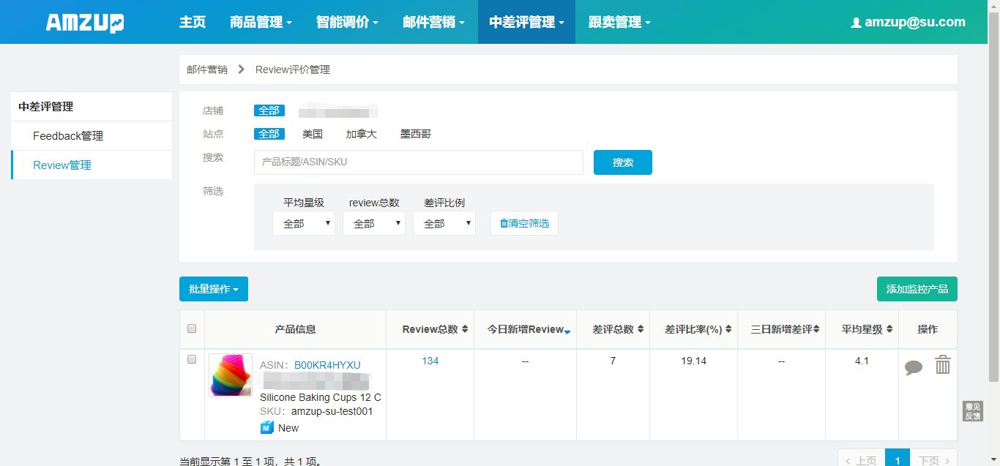 AMZUP 主页 商品管理 智能调价 邮件营销 中差评管理 跟卖管理 amzup@su.com
邮件营销 Review评价管理
中差评管理
Feedback管理
Review管理
店铺 全部
站点 全部 美国 加拿大 墨西哥
搜索 产品标题/ASIN/SKU 搜索
筛选
平均星级 review总数 差评比例
全部 全部 全部 清空筛选
批量操作 添加监控产品
产品信息 Review总数 今日新增Review 差评总数 差评比率(%) 三日新增差评 平均星级 操作
ASIN: B00KR4HYXU 134 -- 7 19.14 -- 4.1
Silicone Baking Cups 12 C
SKU: amzup-su-test001
M New
意见
反馈
当前显示第 1 至 1 项，共 1 项。 ‹ 上页 1 下页 ›